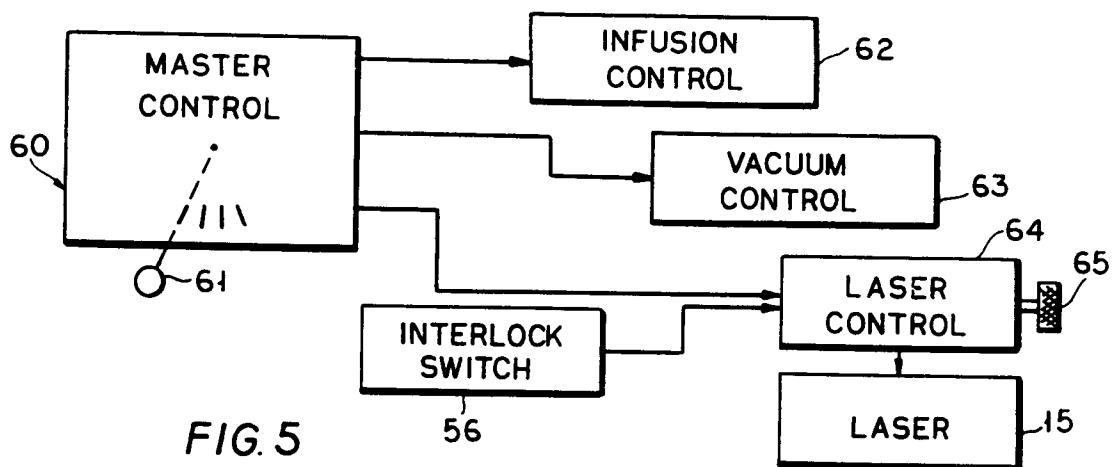 MASTER
CONTROL
60
61
INFUSION
CONTROL
62
VACUUM
CONTROL
63
64
65
LASER
CONTROL
INTERLOCK
SWITCH
56
LASER
15
FIG. 5